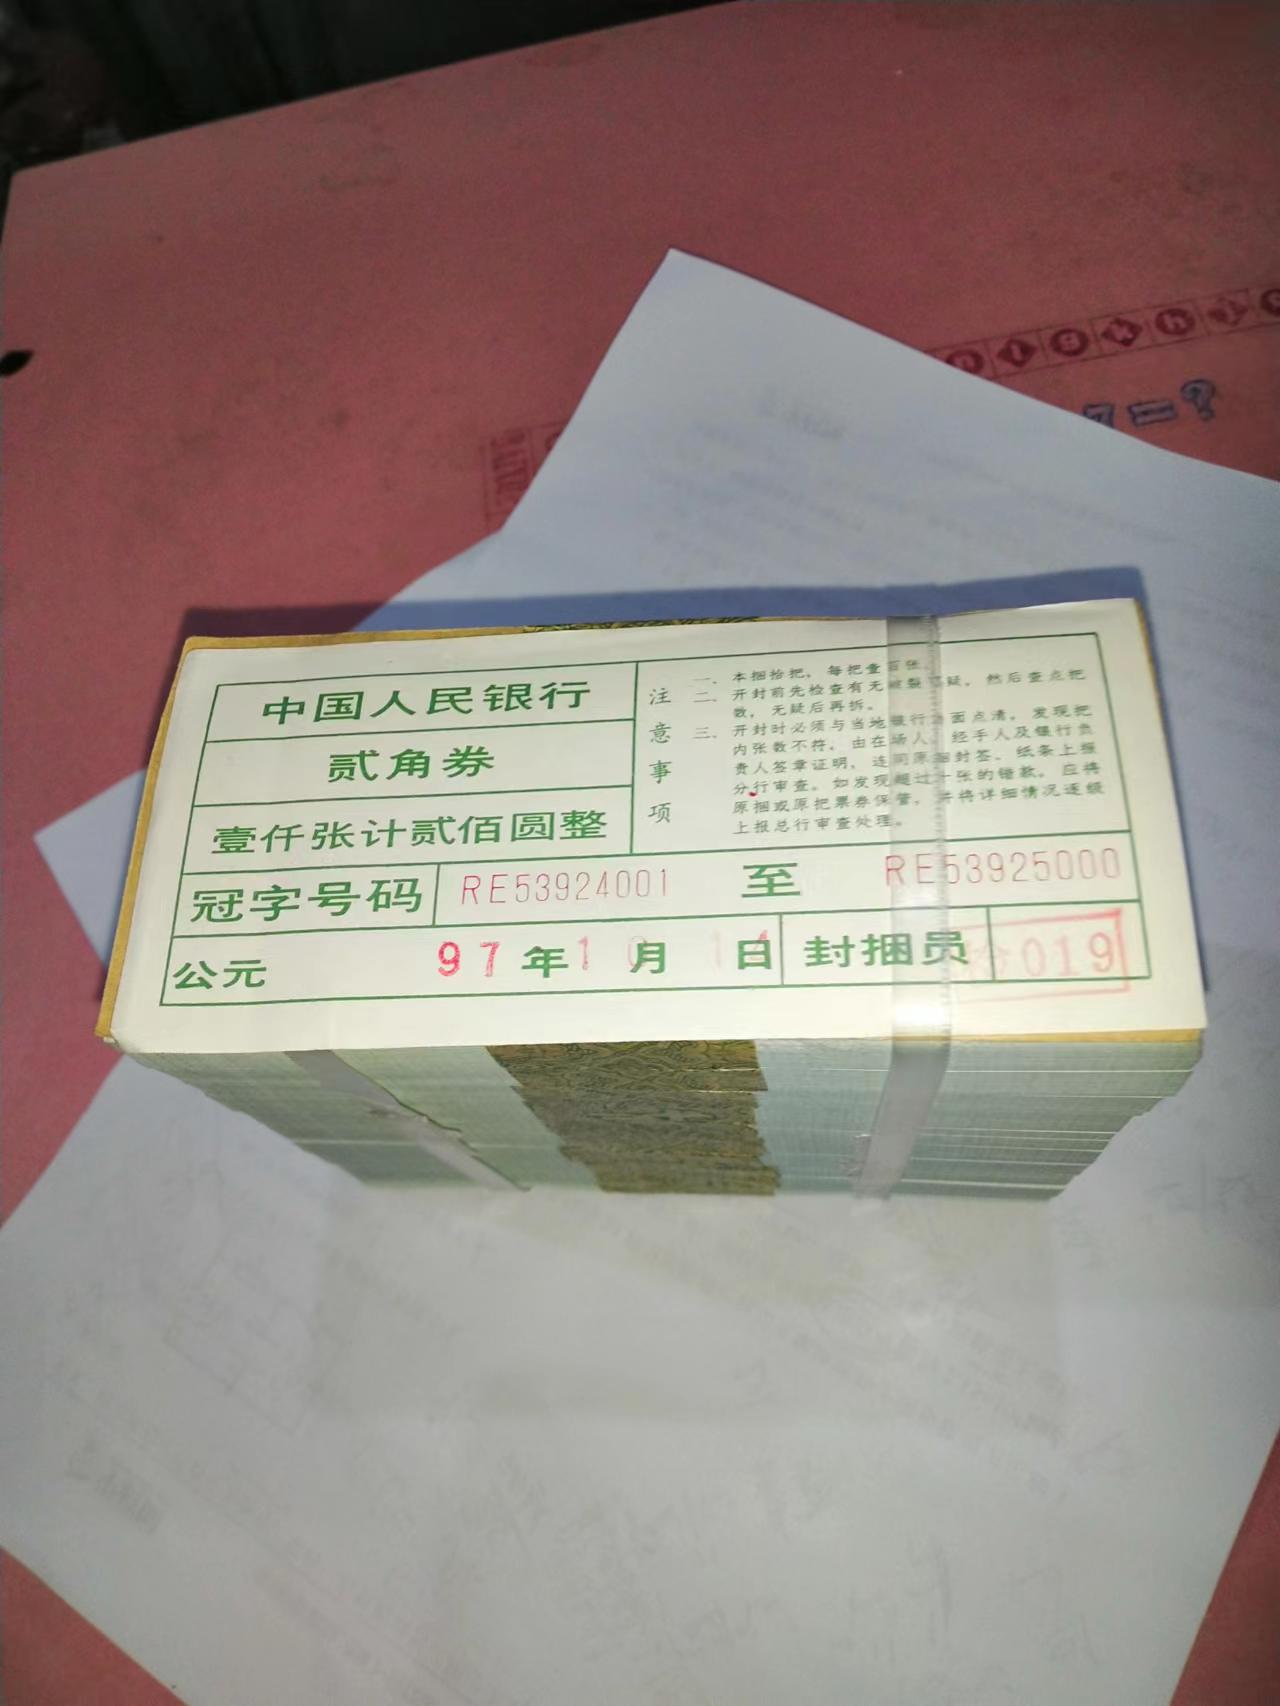 中国人民银行
贰角券
壹仟张计贰佰圆整
注意事项
一、本捆拾把，每把壹百张。
二、开封前先检查有无破裂可疑，然后查点把
数，无疑后再拆。
三、开封时必须与当地银行当面点清，发现把
内张数不符，由在场人、经手人及银行负
责人签章证明，连同原捆封签、纸条上报
分行审查。如发现超过十张的错款，应将
原捆或原把票券保管，并将详细情况逐级
上报总行审查处理。
冠字号码 RE53924001 至 RE53925000
公元 97年10月14日 封捆员 019
7=?